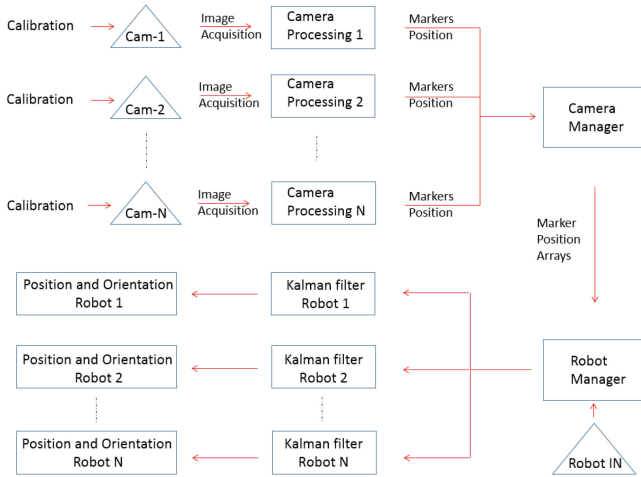 Calibration
Cam-1
Image
Acquisition
Camera
Processing 1
Markers
Position
Calibration
Cam-2
Image
Acquisition
Camera
Processing 2
Markers
Position
Camera
Manager
Calibration
Cam-N
Image
Acquisition
Camera
Processing N
Markers
Position
Marker
Position
Arrays
Position and Orientation
Robot 1
Kalman filter
Robot 1
Position and Orientation
Robot 2
Kalman filter
Robot 2
Robot
Manager
Position and Orientation
Robot N
Kalman filter
Robot N
Robot IN